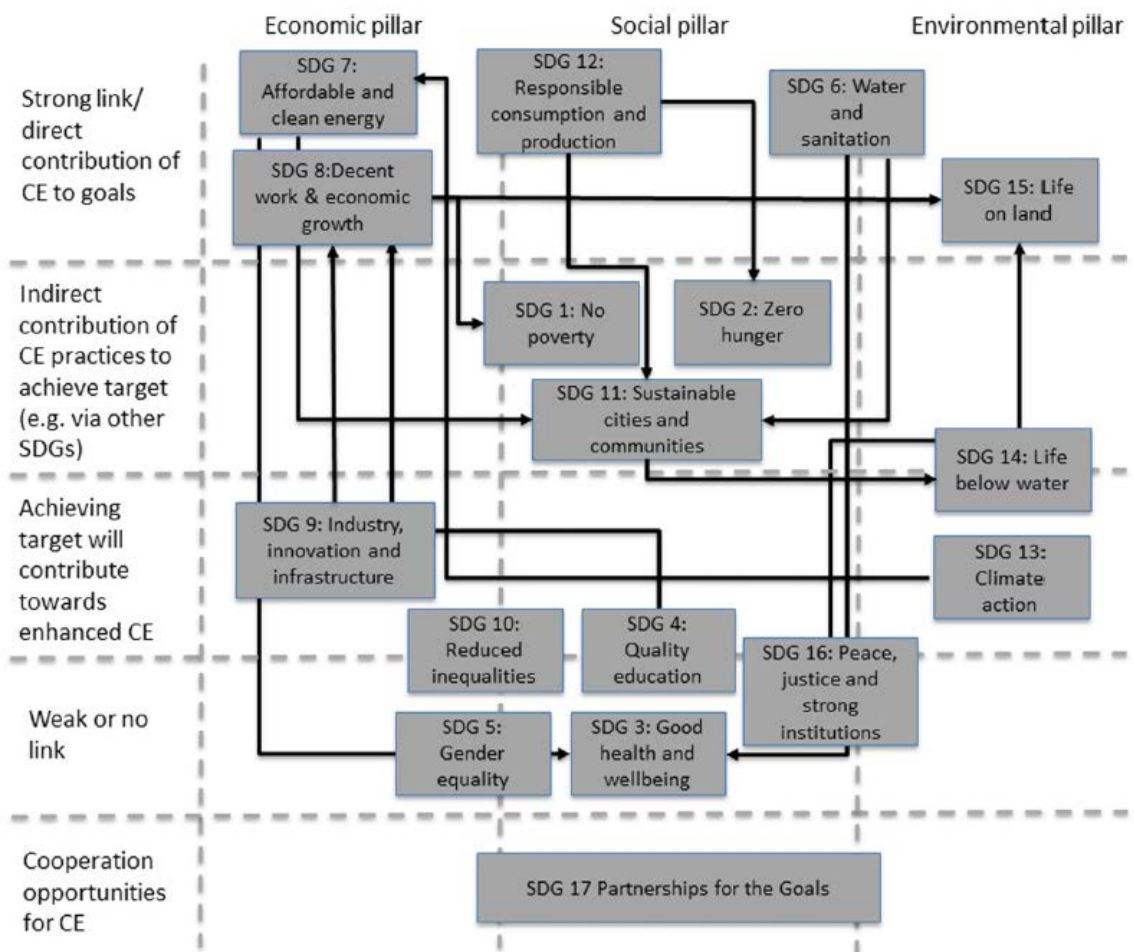 Economic pillar
Social pillar
Environmental pillar
Strong link/
direct
contribution of
CE to goals
SDG 7:
Affordable and
clean energy
SDG 12:
Responsible
consumption and
production
SDG 6: Water
and
sanitation
SDG 8:Decent
work & economic
growth
SDG 15: Life
on land
Indirect
contribution of
CE practices to
achieve target
(e.g. via other
SDGs)
SDG 1: No
poverty
SDG 2: Zero
hunger
SDG 11: Sustainable
cities and
communities
SDG 14: Life
below water
Achieving
target will
contribute
towards
enhanced CE
SDG 9: Industry,
innovation and
infrastructure
SDG 13:
Climate
action
SDG 10:
Reduced
inequalities
SDG 4:
Quality
education
SDG 16: Peace,
justice and
strong
institutions
Weak or no
link
SDG 5:
Gender
equality
SDG 3: Good
health and
wellbeing
Cooperation
opportunities
for CE
SDG 17 Partnerships for the Goals